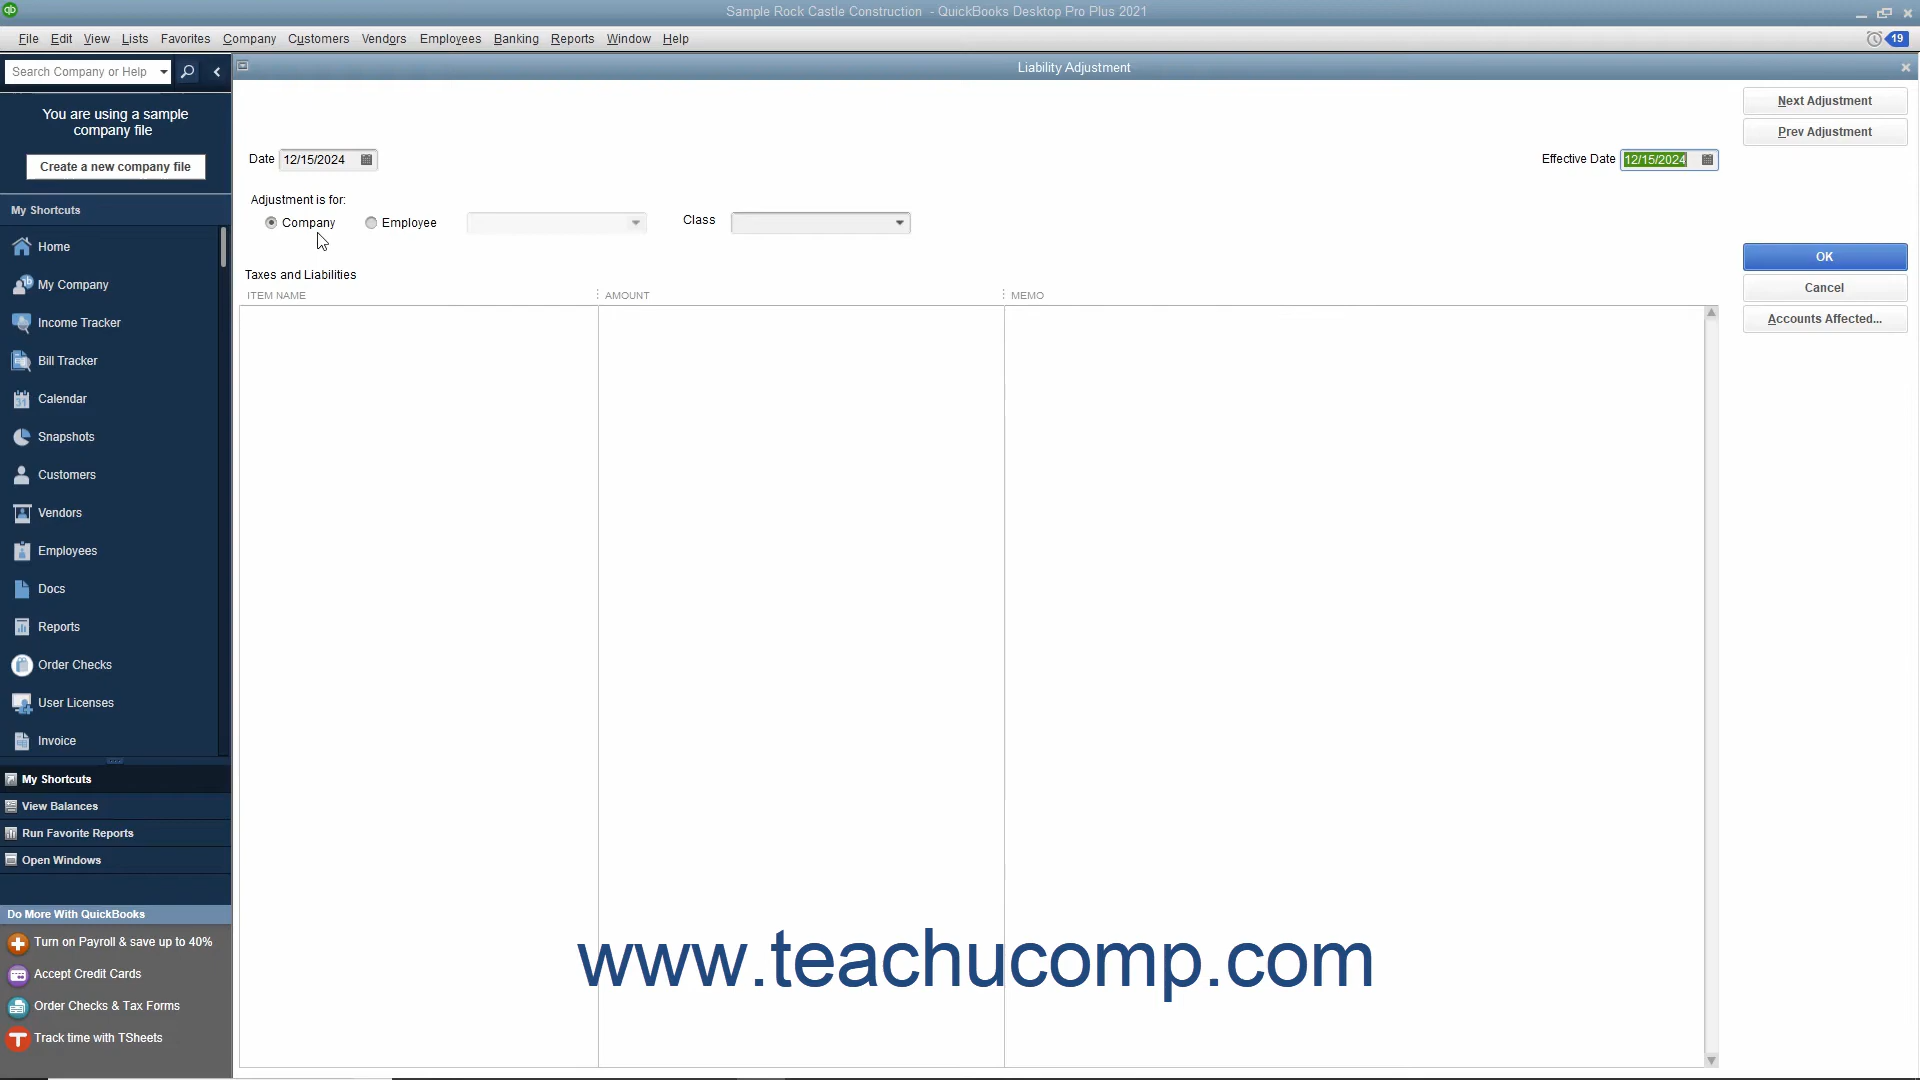 Sample Rock Castle Construction - QuickBooks Desktop Pro Plus 2021
File Edit View Lists Favorites Company Customers Vendors Employees Banking Reports Window Help
19
Search Company or Help
Liability Adjustment
You are using a sample
company file
Create a new company file
Next Adjustment
Prev Adjustment
Date 12/15/2024
Effective Date 12/15/2024
Adjustment is for:
Company Employee
Class
OK
Cancel
Accounts Affected...
Taxes and Liabilities
ITEM NAME AMOUNT MEMO
My Shortcuts
Home
My Company
Income Tracker
Bill Tracker
31
Calendar
Snapshots
Customers
Vendors
Employees
Docs
Reports
Order Checks
User Licenses
Invoice
My Shortcuts
View Balances
Run Favorite Reports
Open Windows
Do More With QuickBooks
Turn on Payroll & save up to 40%
Accept Credit Cards
Order Checks & Tax Forms
Track time with TSheets
www.teachucomp.com